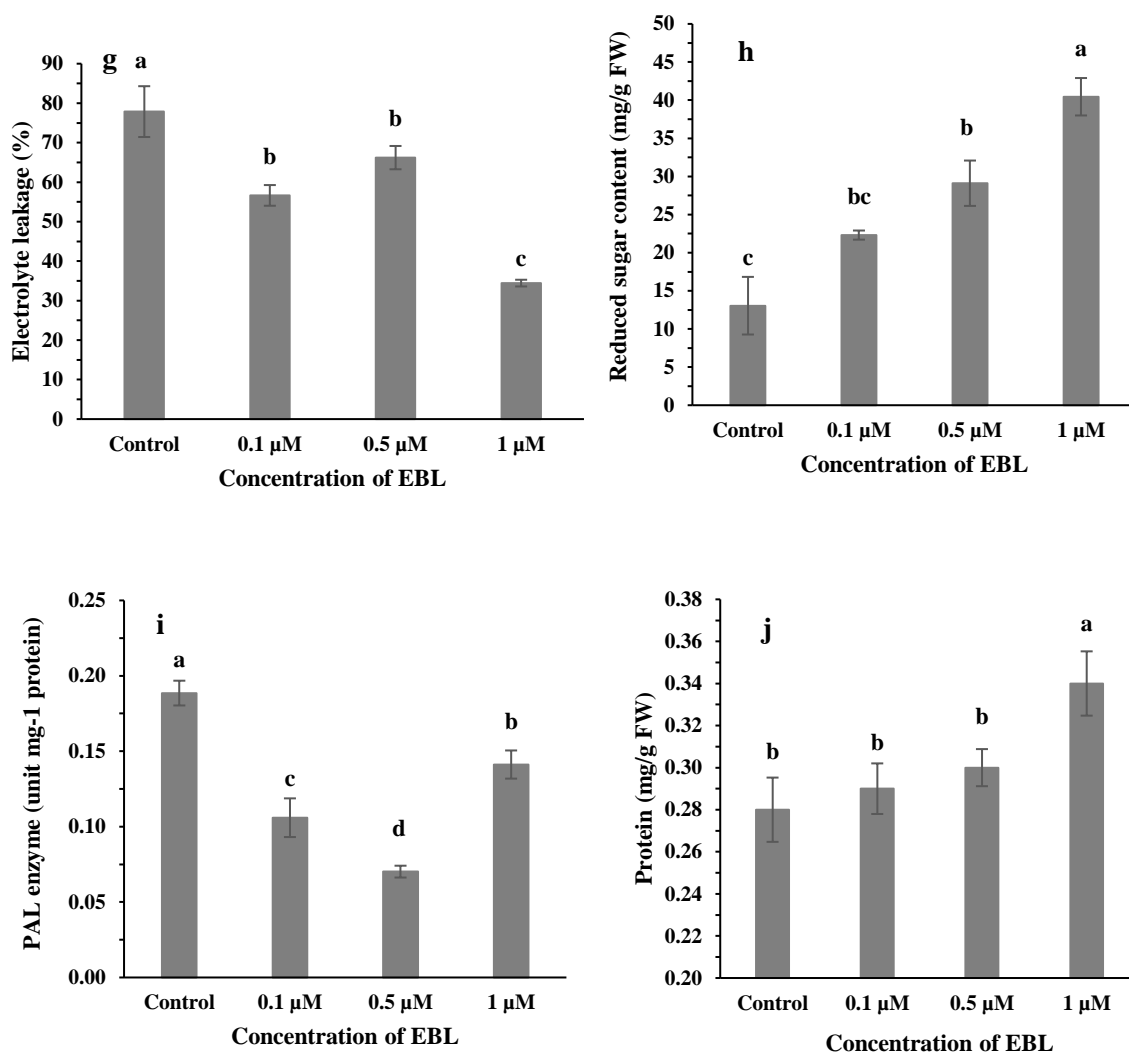 g
a
b
b
c
Electrolyte leakage (%)
90
80
70
60
50
40
30
20
10
0
Control 0.1 µM 0.5 µM 1 µM
Concentration of EBL
h
a
b
bc
c
Reduced sugar content (mg/g FW)
50
45
40
35
30
25
20
15
10
5
0
Control 0.1 µM 0.5 µM 1 µM
Concentration of EBL
i
a
b
c
d
PAL enzyme (unit mg-1 protein)
0.25
0.20
0.15
0.10
0.05
0.00
Control 0.1 µM 0.5 µM 1 µM
Concentration of EBL
j
a
b
b
b
Protein (mg/g FW)
0.38
0.36
0.34
0.32
0.30
0.28
0.26
0.24
0.22
0.20
Control 0.1 µM 0.5 µM 1 µM
Concentration of EBL